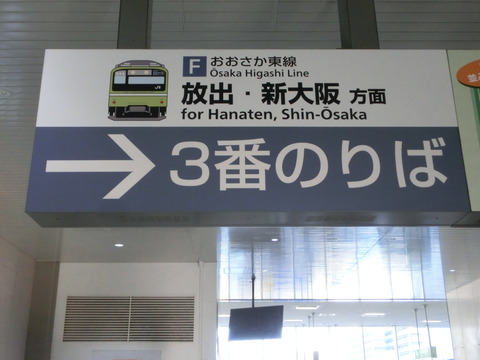 F おおさか東線
Ōsaka Higashi Line
放出・新大阪 方面
for Hanaten, Shin-Ōsaka
→ 3番のりば